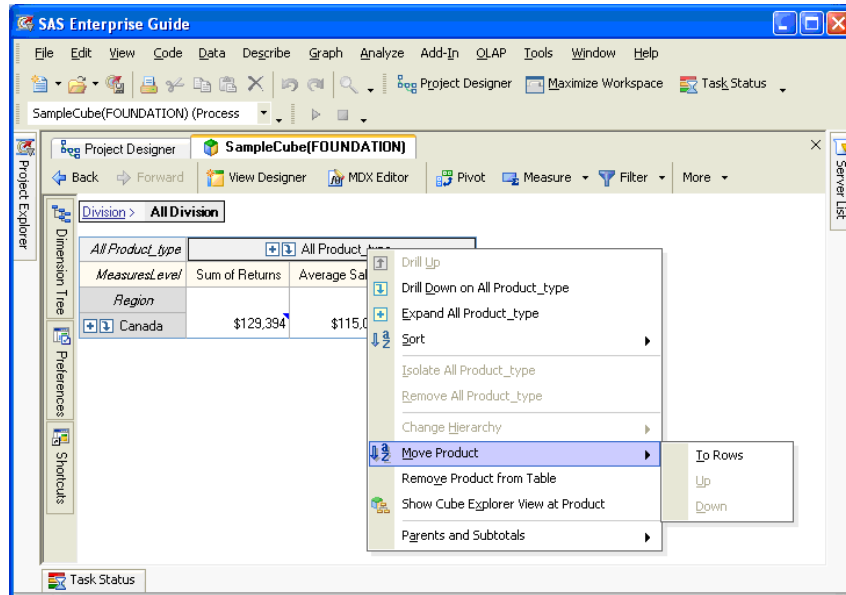 SAS Enterprise Guide
File Edit View Code Data Describe Graph Analyze Add-In OLAP Tools Window Help
Project Designer Maximize Workspace Task Status
SampleCube(FOUNDATION) (Process
Project Explorer
Project Designer SampleCube(FOUNDATION)
Server List
Back Forward View Designer MDX Editor Pivot Measure Filter More
Dimension Tree
Preferences
Shortcuts
Division > All Division
All Product_type All Product_type
MeasuresLevel Sum of Returns Average Sal
Region
Canada $129,394 $115,0
Drill Up
Drill Down on All Product_type
Expand All Product_type
Sort
Isolate All Product_type
Remove All Product_type
Change Hierarchy
Move Product
Remove Product from Table
Show Cube Explorer View at Product
Parents and Subtotals
To Rows
Up
Down
Task Status